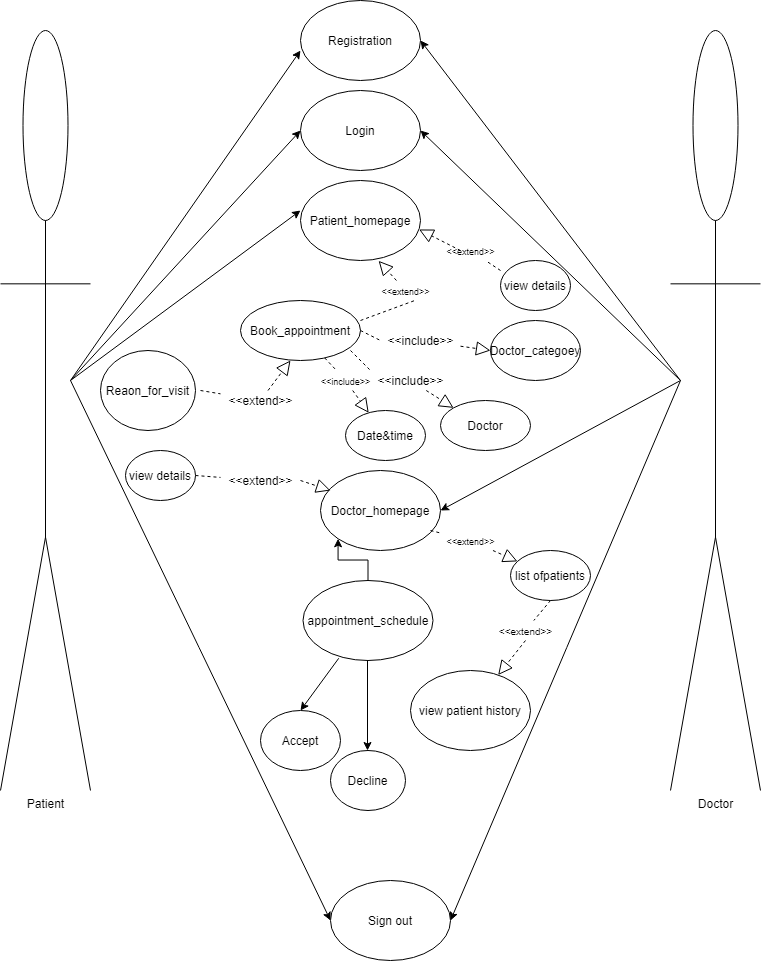 Registration
Login
Patient_homepage
<<extend>>
view details
<<extend>>
Book_appointment
<<include>>
Doctor_categoey
Reaon_for_visit
<<extend>>
<<include>>
<<include>>
Date&time
Doctor
view details
<<extend>>
Doctor_homepage
<<extend>>
list ofpatients
appointment_schedule
<<extend>>
view patient history
Accept
Decline
Patient
Doctor
Sign out